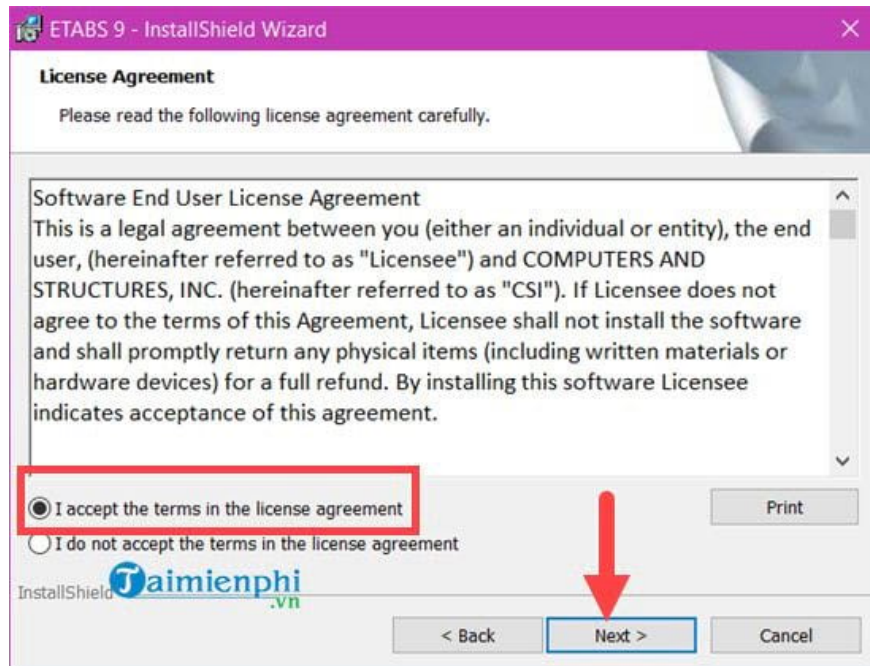 ETABS 9 - InstallShield Wizard
License Agreement
Please read the following license agreement carefully.
Software End User License Agreement
This is a legal agreement between you (either an individual or entity), the end
user, (hereinafter referred to as "Licensee") and COMPUTERS AND
STRUCTURES, INC. (hereinafter referred to as "CSI"). If Licensee does not
agree to the terms of this Agreement, Licensee shall not install the software
and shall promptly return any physical items (including written materials or
hardware devices) for a full refund. By installing this software Licensee
indicates acceptance of this agreement.
I accept the terms in the license agreement
Print
I do not accept the terms in the license agreement
InstallShield
Taimienphi
.vn
< Back
Next >
Cancel